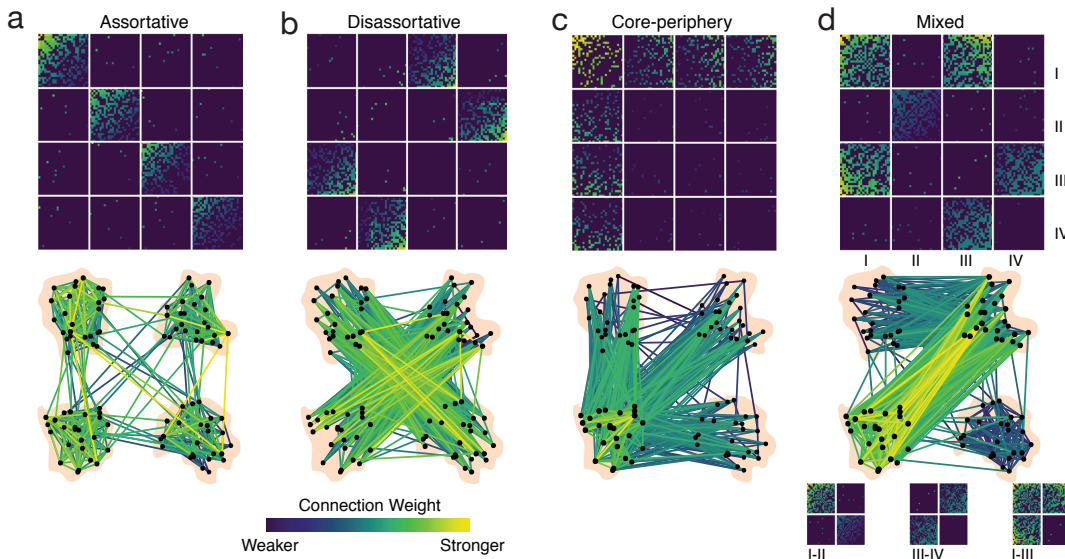 a Assortative
b Disassortative
c Core-periphery
d Mixed
I
II
III
IV
I II III IV
Connection Weight
Weaker Stronger
I-II III-IV I-III